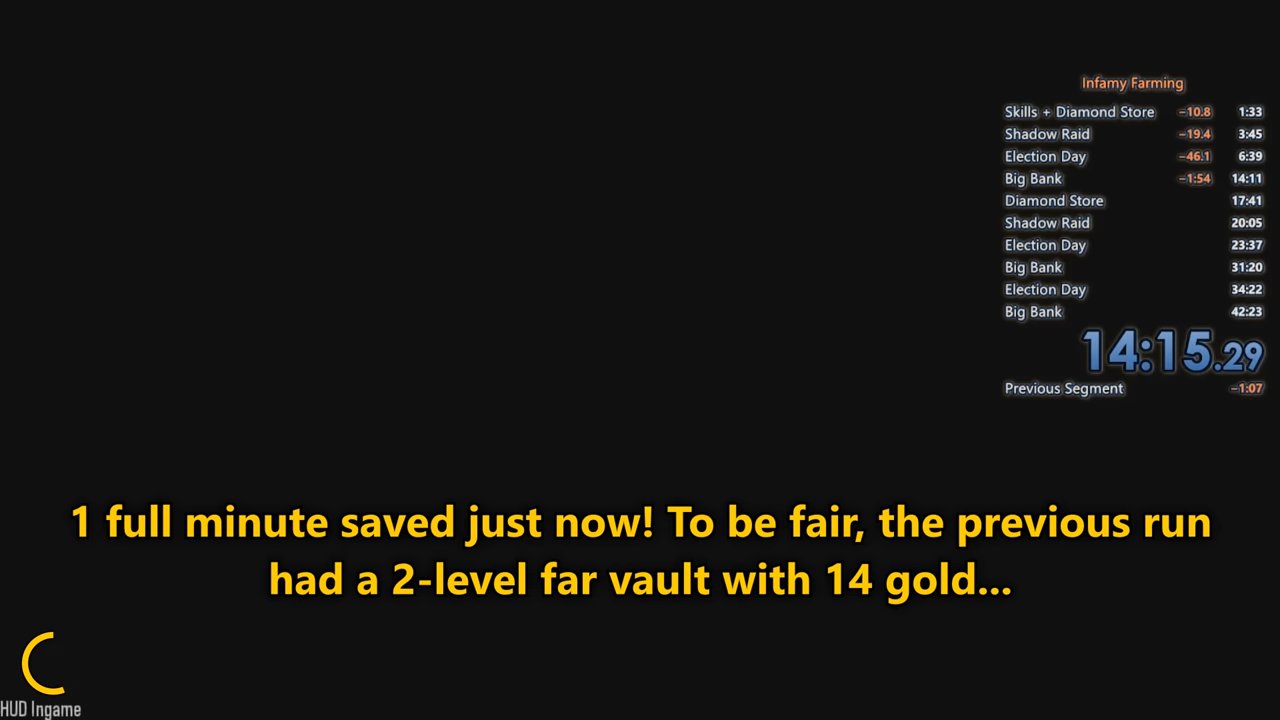 Infamy Farming
Skills + Diamond Store −10.8 1:33
Shadow Raid −19.4 3:45
Election Day −46.1 6:39
Big Bank −1:54 14:11
Diamond Store 17:41
Shadow Raid 20:05
Election Day 23:37
Big Bank 31:20
Election Day 34:22
Big Bank 42:23
14:15.29
Previous Segment −1:07
1 full minute saved just now! To be fair, the previous run
had a 2-level far vault with 14 gold...
HUD Ingame